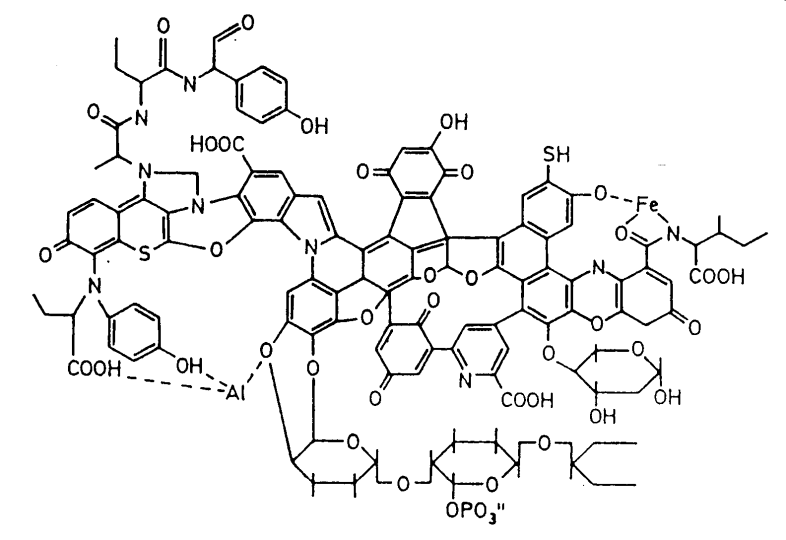 O O
O N
N OH
HOOC OH
O O
SH
O Fe
N N O N
COOH
O S O N O O N
O O
N O
O O
COOH OH O O
Al O N COOH OH OH
O O O
O O
OPO₃"